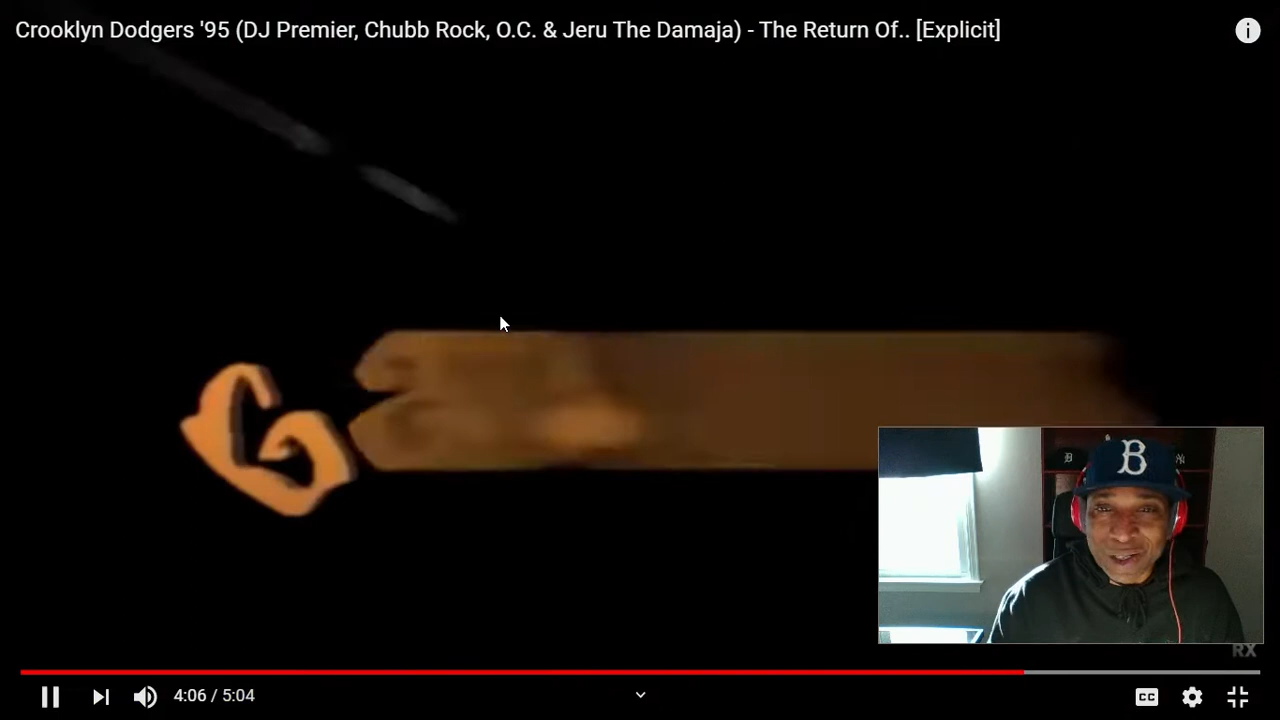 Crooklyn Dodgers '95 (DJ Premier, Chubb Rock, O.C. & Jeru The Damaja) - The Return Of.. [Explicit]
B
RX
4:06 / 5:04
CC